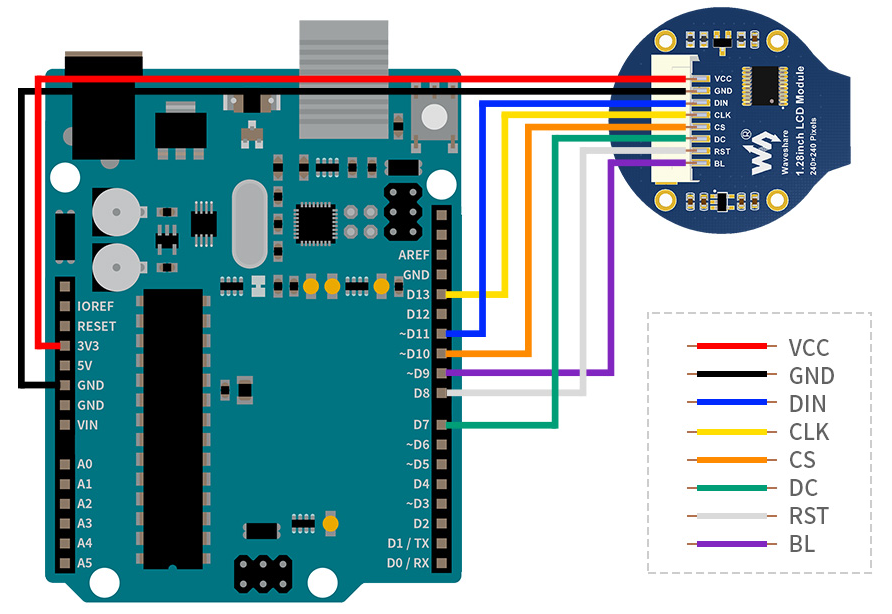 VCC
GND
DIN
CLK
CS
DC
RST
BL
®
Waveshare
1.28inch LCD Module
240×240 Pixels
IOREF
RESET
3V3
5V
GND
GND
VIN
A0
A1
A2
A3
A4
A5
AREF
GND
D13
D12
~D11
~D10
~D9
D8
D7
~D6
~D5
D4
~D3
D2
D1 / TX
D0 / RX
VCC
GND
DIN
CLK
CS
DC
RST
BL